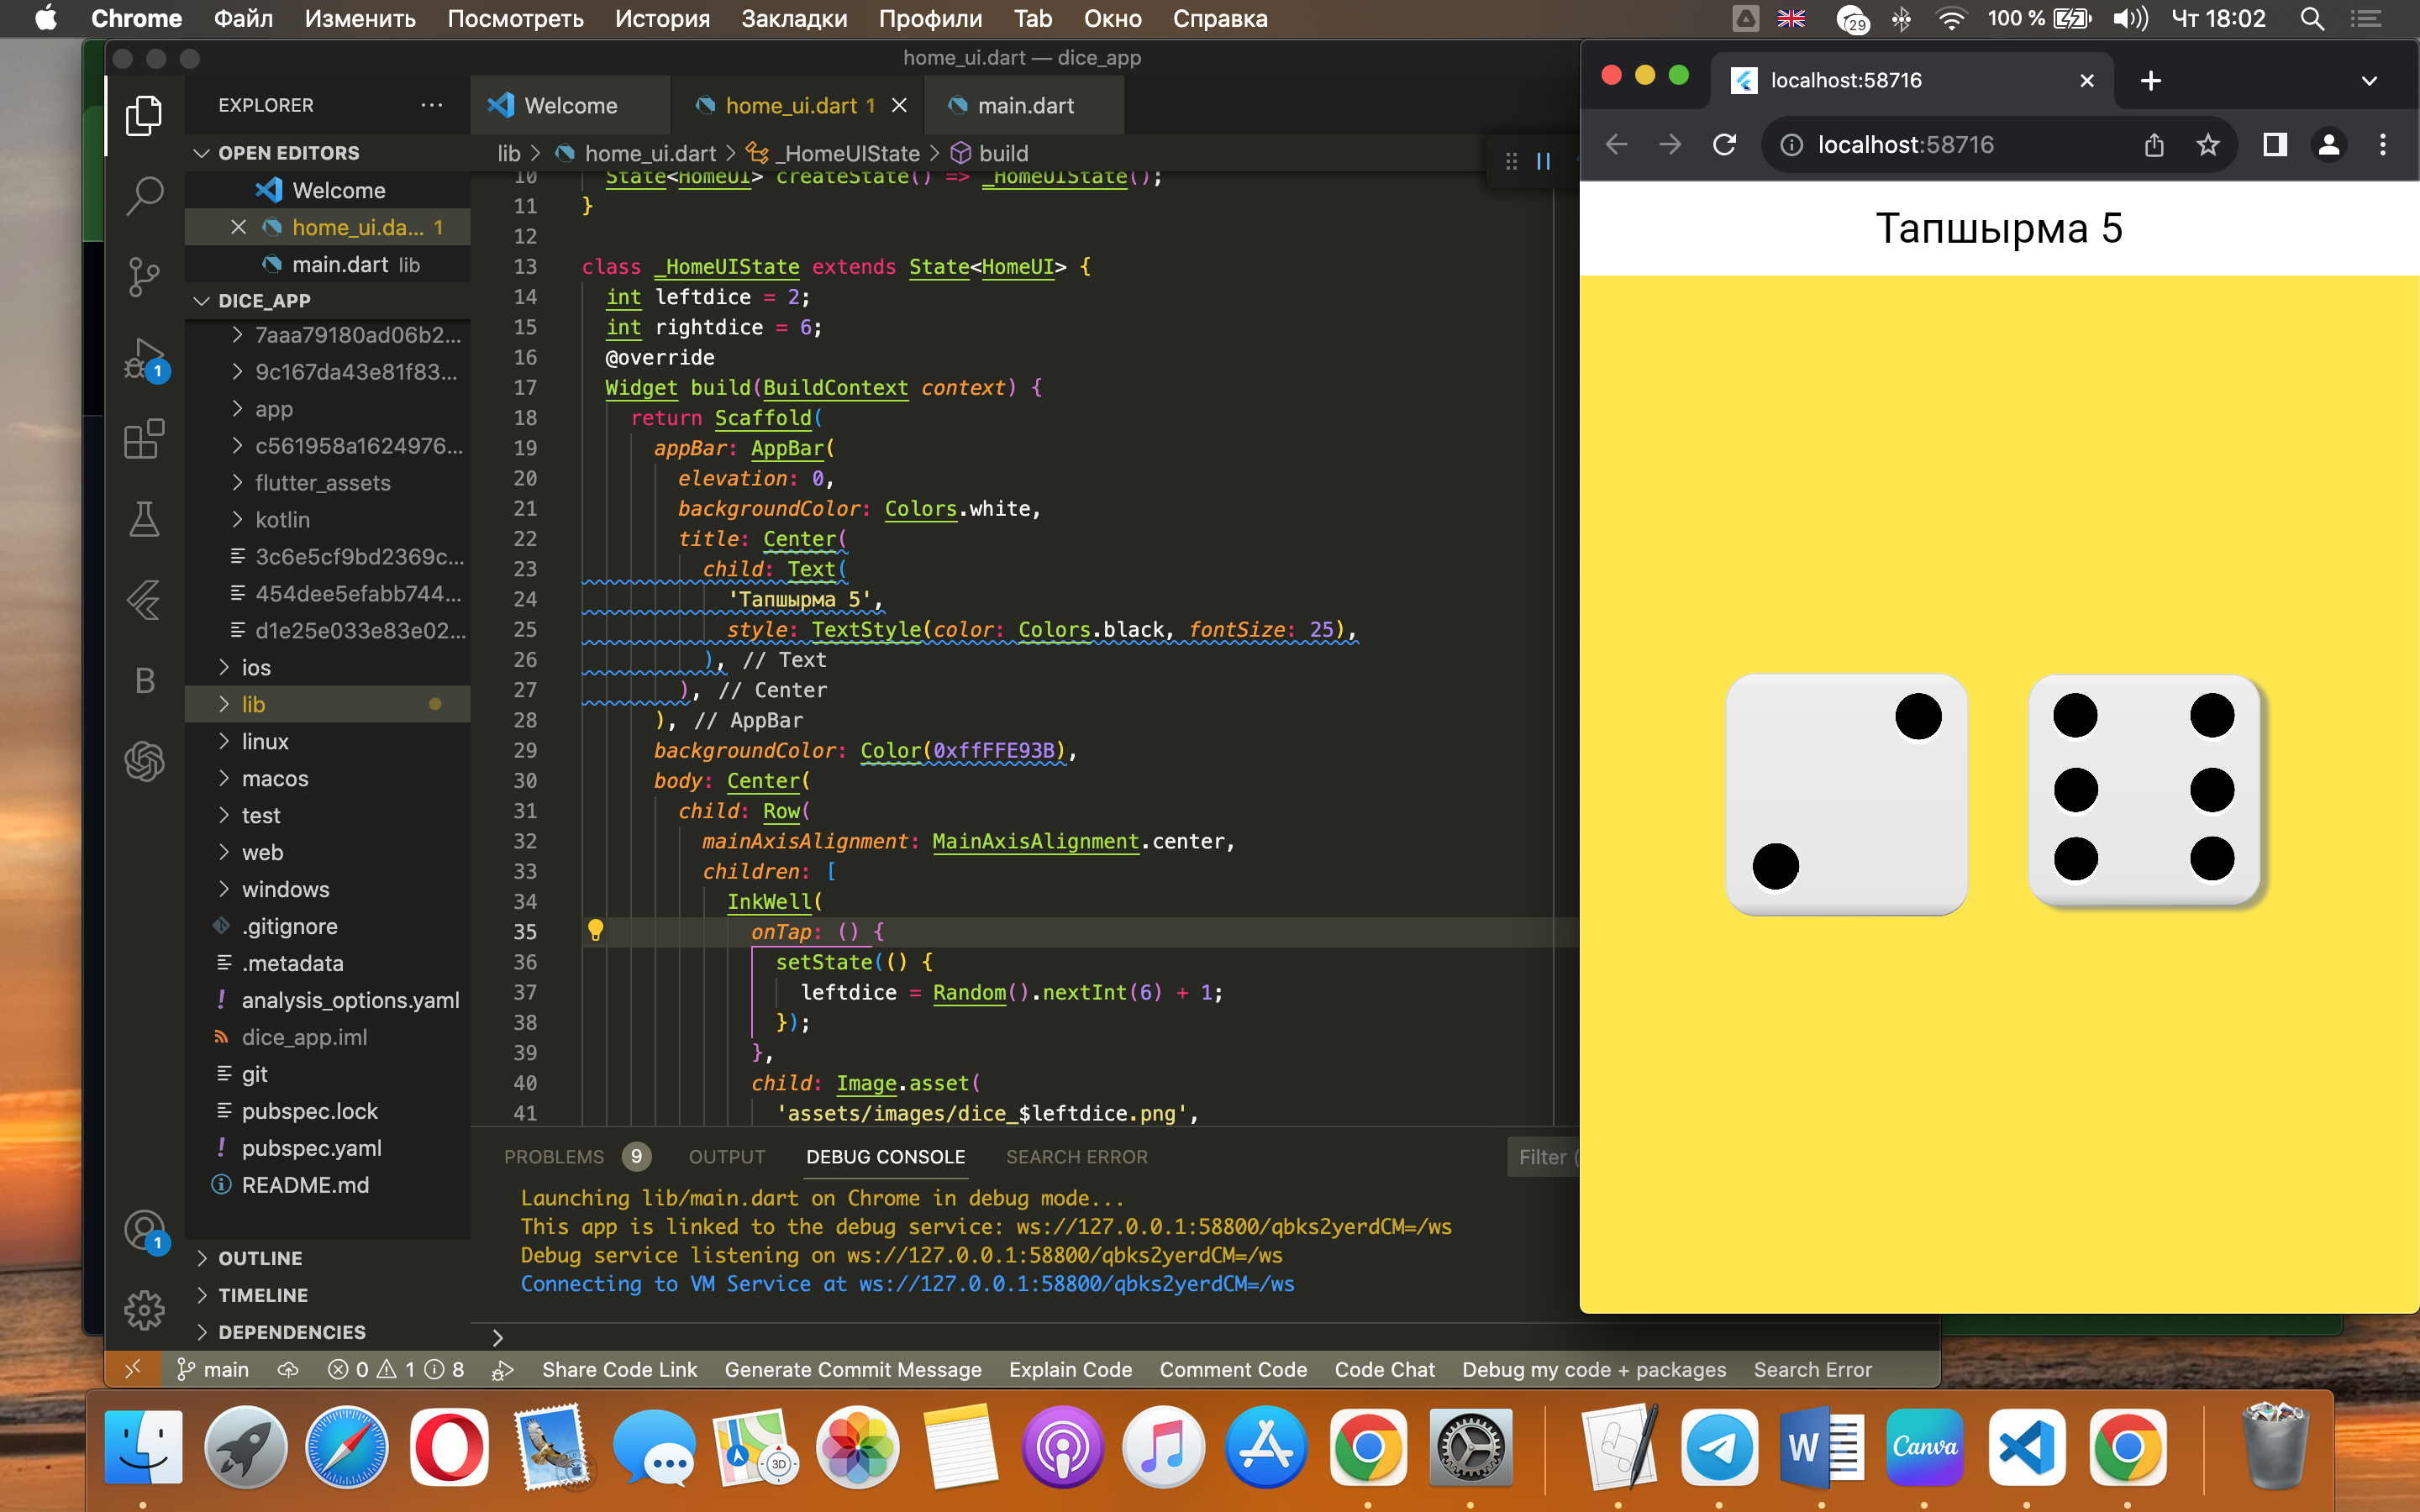 Chrome Файл Изменить Посмотреть История Закладки Профили Tab Окно Справка 29 100 % Чт 18:02
home_ui.dart — dice_app
EXPLORER
OPEN EDITORS
Welcome
home_ui.da... 1
main.dart lib
DICE_APP
7aaa79180ad06b2...
9c167da43e81f83...
app
c561958a1624976...
flutter_assets
kotlin
3c6e5cf9bd2369c...
454dee5efabb744...
d1e25e033e83e02...
ios
lib
linux
macos
test
web
windows
.gitignore
.metadata
analysis_options.yaml
dice_app.iml
git
pubspec.lock
pubspec.yaml
README.md
OUTLINE
TIMELINE
DEPENDENCIES
1
B
1
Welcome home_ui.dart 1 main.dart
lib > home_ui.dart > _HomeUIState > build
10 State<HomeUI> createState() => _HomeUIState();
11 }
12
13 class _HomeUIState extends State<HomeUI> {
14 int leftdice = 2;
15 int rightdice = 6;
16 @override
17 Widget build(BuildContext context) {
18 return Scaffold(
19 appBar: AppBar(
20 elevation: 0,
21 backgroundColor: Colors.white,
22 title: Center(
23 child: Text(
24 'Тапшырма 5',
25 style: TextStyle(color: Colors.black, fontSize: 25),
26 ), // Text
27 ), // Center
28 ), // AppBar
29 backgroundColor: Color(0xffFFE93B),
30 body: Center(
31 child: Row(
32 mainAxisAlignment: MainAxisAlignment.center,
33 children: [
34 InkWell(
35 onTap: () {
36 setState(() {
37 leftdice = Random().nextInt(6) + 1;
38 });
39 },
40 child: Image.asset(
41 'assets/images/dice_$leftdice.png',
PROBLEMS 9 OUTPUT DEBUG CONSOLE SEARCH ERROR Filter (
Launching lib/main.dart on Chrome in debug mode...
This app is linked to the debug service: ws://127.0.0.1:58800/qbks2yerdCM=/ws
Debug service listening on ws://127.0.0.1:58800/qbks2yerdCM=/ws
Connecting to VM Service at ws://127.0.0.1:58800/qbks2yerdCM=/ws
main 0 1 8 Share Code Link Generate Commit Message Explain Code Comment Code Code Chat Debug my code + packages Search Error
localhost:58716
localhost:58716
Тапшырма 5
3D
W
Canva